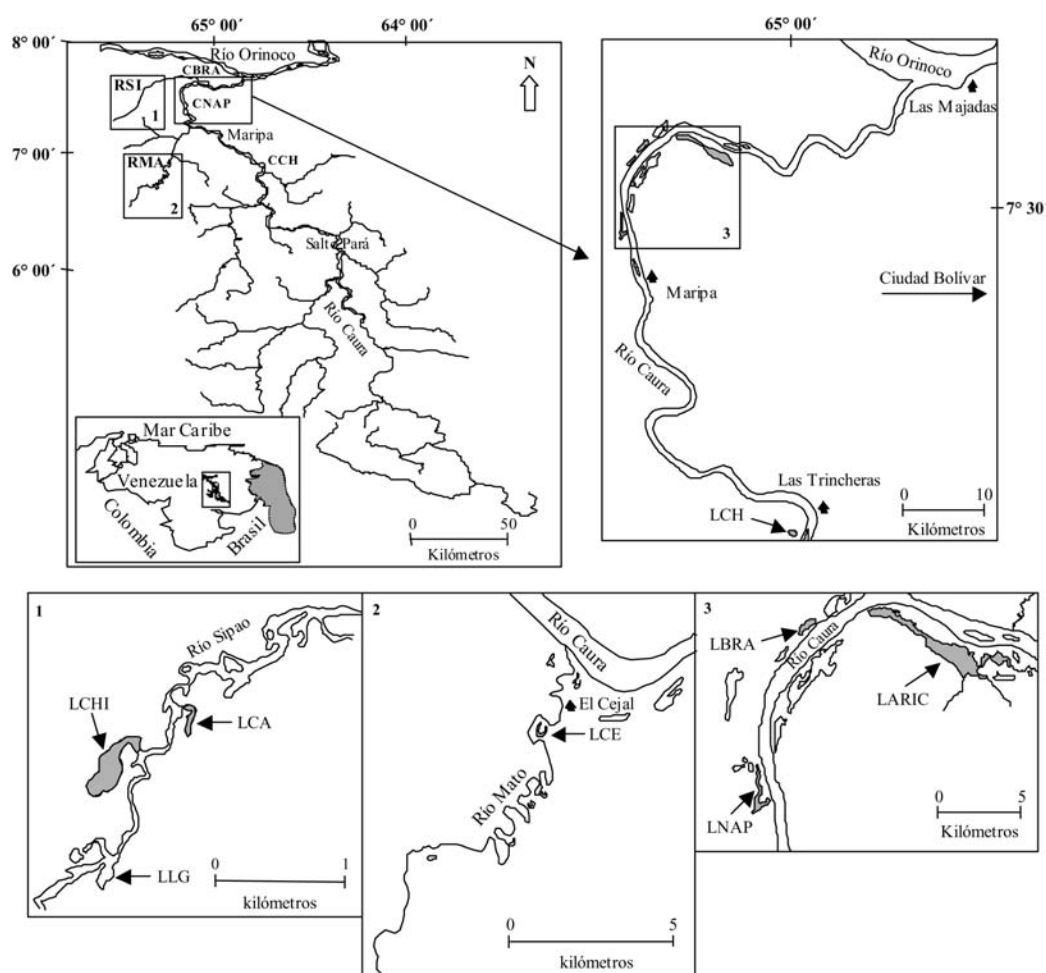 65° 00´
64° 00´
8° 00´
Río Orinoco
CBRA
RSI
1
CNAP
N
Maripa
7° 00´
RMA
CCH
2
Salto Pará
6° 00´
Río Caura
Mar Caribe
Venezuela
Colombia
Brasil
0
50
Kilómetros
65° 00´
Río Orinoco
Las Majadas
7° 30
3
Ciudad Bolívar
Maripa
Río Caura
Las Trincheras
LCH
0
10
Kilómetros
1
Río Sipao
LCHI
LCA
LLG
0
1
kilómetros
2
Río Caura
El Cejal
LCE
Río Mato
0
5
kilómetros
3
LBRA
Río Caura
LARIC
LNAP
0
5
Kilómetros